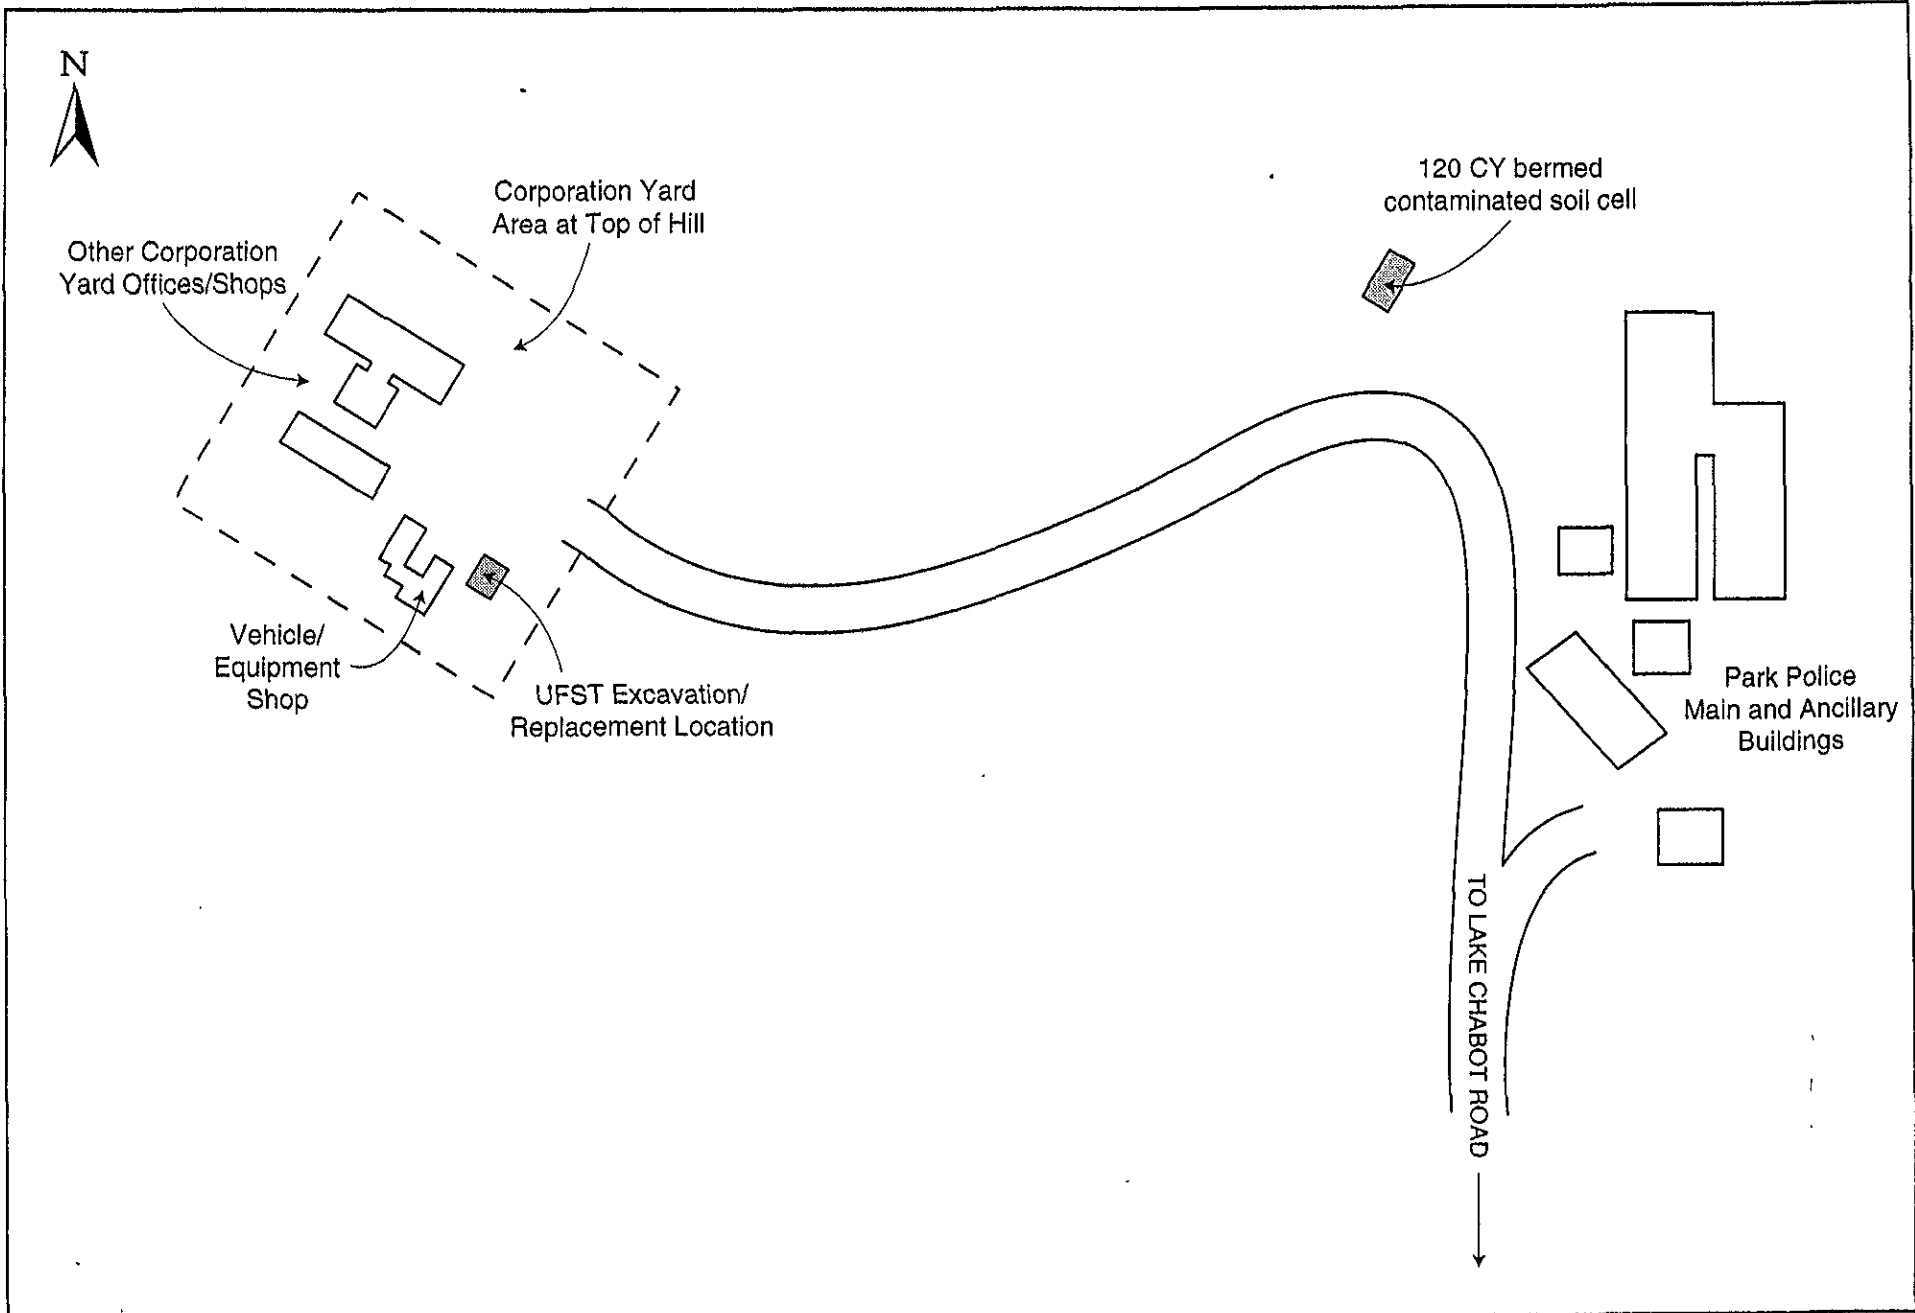 N
Corporation Yard
Area at Top of Hill
Other Corporation
Yard Offices/Shops
120 CY bermed
contaminated soil cell
Vehicle/
Equipment
Shop
UFST Excavation/
Replacement Location
Park Police
Main and Ancillary
Buildings
TO LAKE CHABOT ROAD